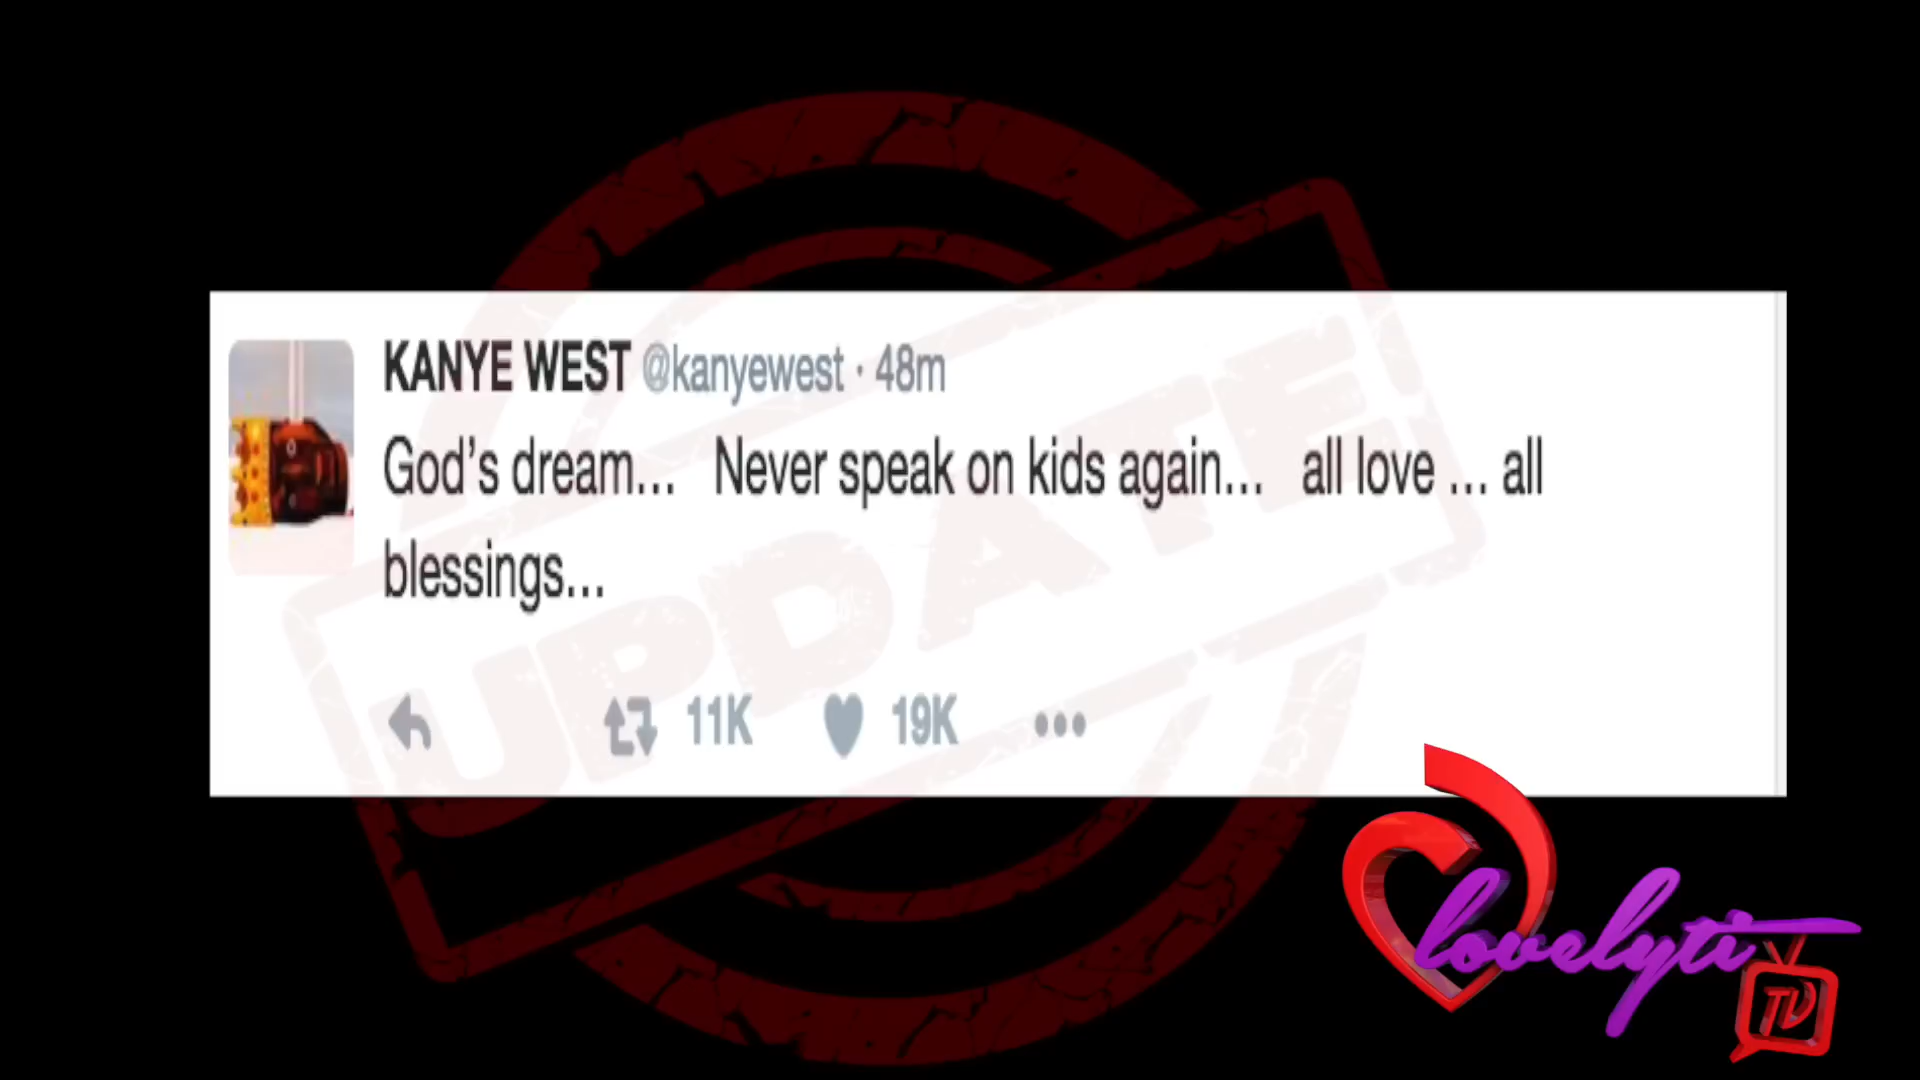 KANYE WEST @kanyewest · 48m
God’s dream... Never speak on kids again... all love ... all
blessings...
11K 19K
UPDATE
lovelyti
TV